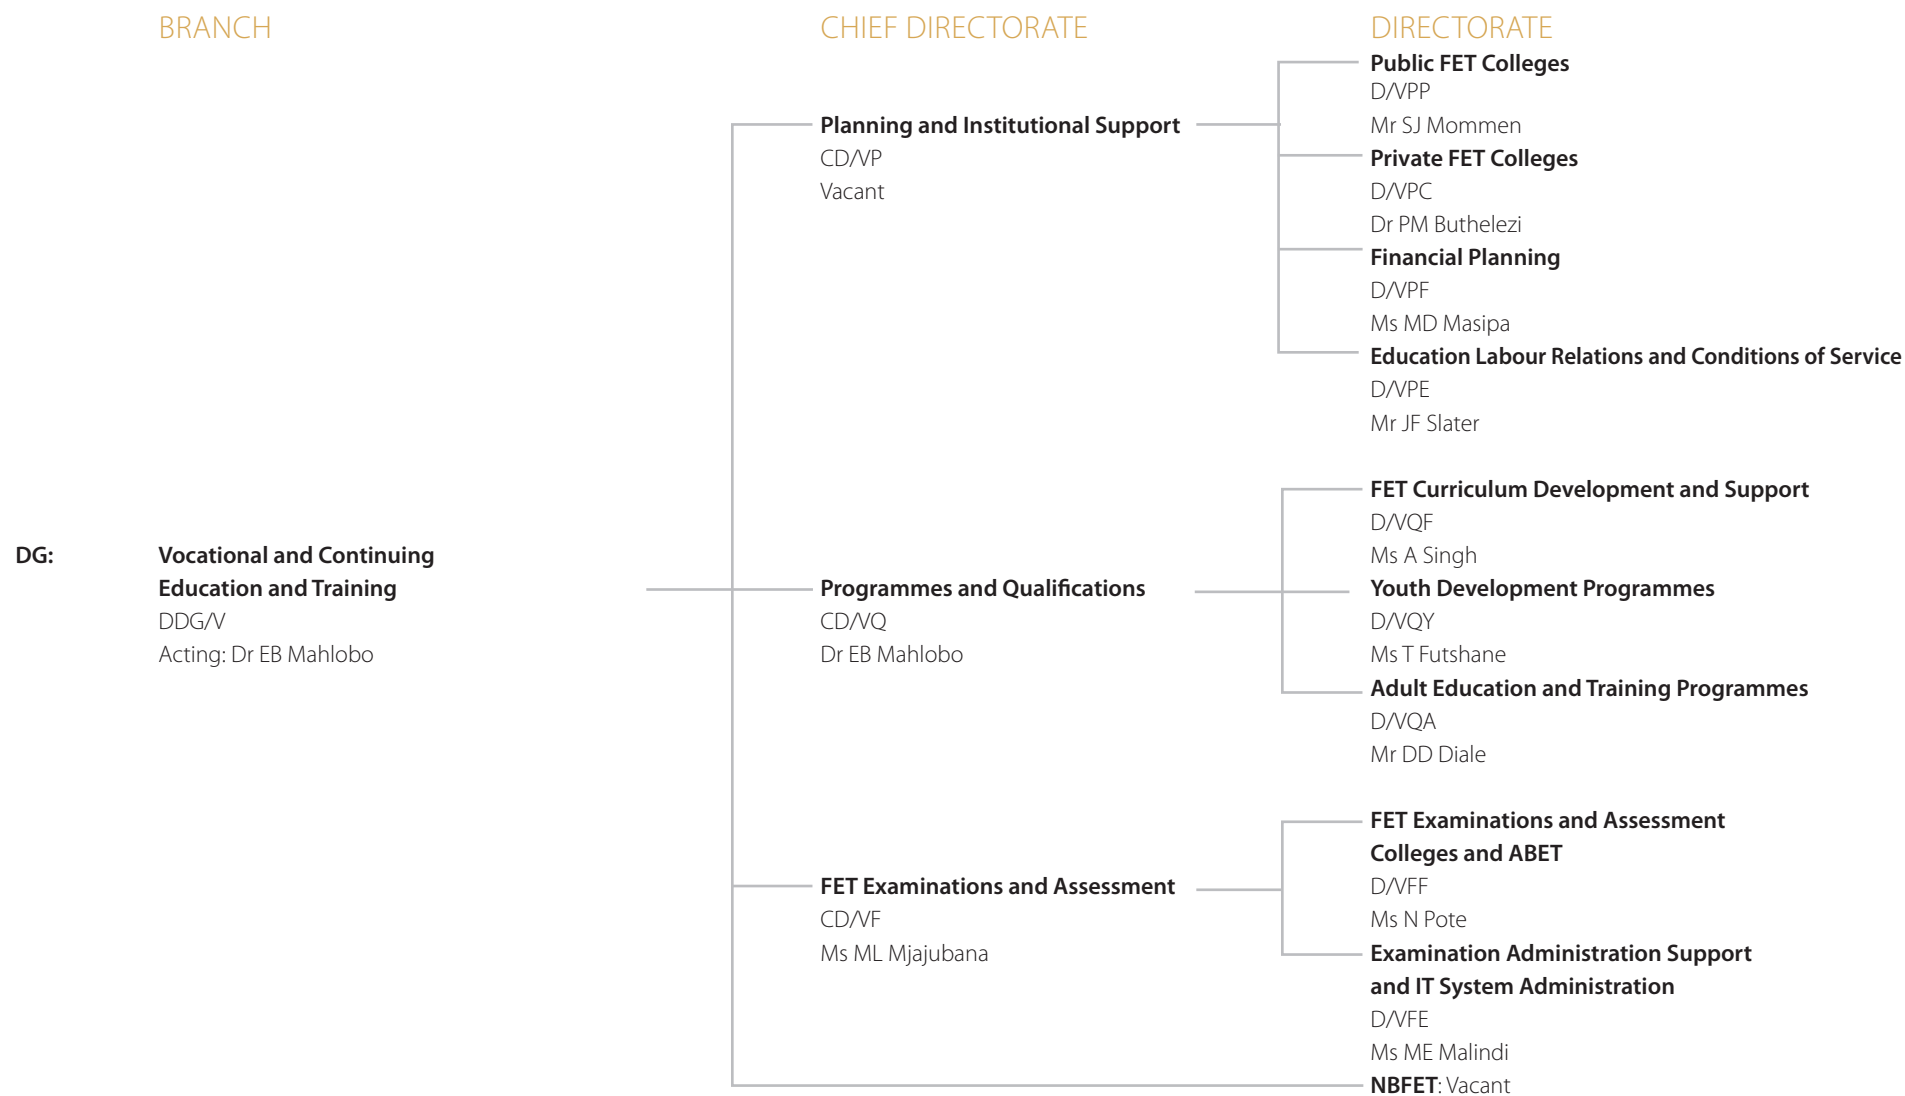 BRANCH
CHIEF DIRECTORATE
DIRECTORATE
DG:
Vocational and Continuing
Education and Training
DDG/V
Acting: Dr EB Mahlobo
Planning and Institutional Support
CD/VP
Vacant
Public FET Colleges
D/VPP
Mr SJ Mommen
Private FET Colleges
D/VPC
Dr PM Buthelezi
Financial Planning
D/VPF
Ms MD Masipa
Education Labour Relations and Conditions of Service
D/VPE
Mr JF Slater
Programmes and Qualifications
CD/VQ
Dr EB Mahlobo
FET Curriculum Development and Support
D/VQF
Ms A Singh
Youth Development Programmes
D/VQY
Ms T Futshane
Adult Education and Training Programmes
D/VQA
Mr DD Diale
FET Examinations and Assessment
CD/VF
Ms ML Mjajubana
FET Examinations and Assessment
Colleges and ABET
D/VFF
Ms N Pote
Examination Administration Support
and IT System Administration
D/VFE
Ms ME Malindi
NBFET: Vacant